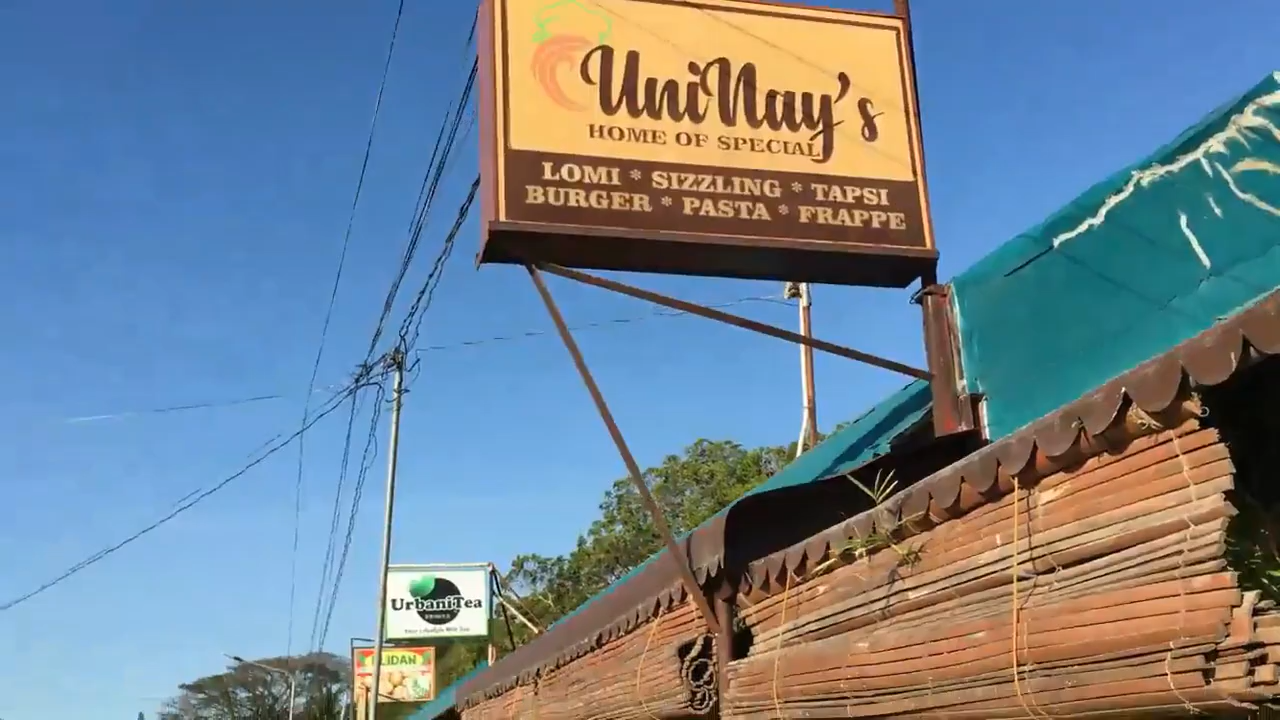 UniNay's
HOME OF SPECIAL
LOMI * SIZZLING * TAPSI
BURGER * PASTA * FRAPPE
UrbaniTea